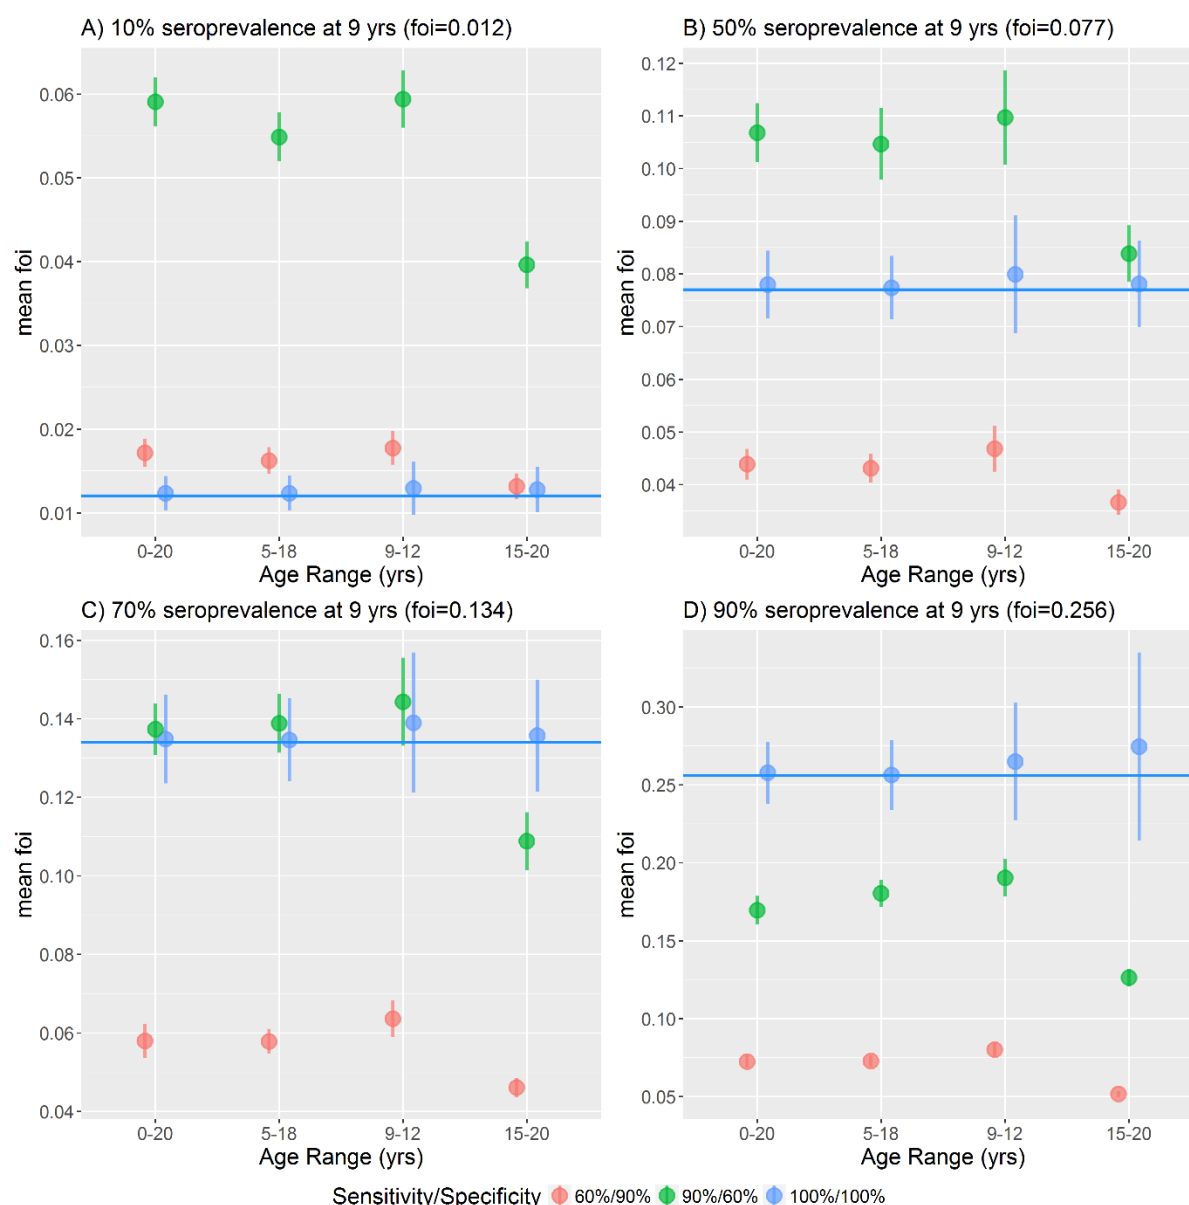 A) 10% seroprevalence at 9 yrs (foi=0.012)
mean foi
0.06
0.05
0.04
0.03
0.02
0.01
0-20 5-18 9-12 15-20
Age Range (yrs)
B) 50% seroprevalence at 9 yrs (foi=0.077)
mean foi
0.12
0.11
0.10
0.09
0.08
0.07
0.06
0.05
0.04
0-20 5-18 9-12 15-20
Age Range (yrs)
C) 70% seroprevalence at 9 yrs (foi=0.134)
mean foi
0.16
0.14
0.12
0.10
0.08
0.06
0.04
0-20 5-18 9-12 15-20
Age Range (yrs)
D) 90% seroprevalence at 9 yrs (foi=0.256)
mean foi
0.30
0.25
0.20
0.15
0.10
0.05
0-20 5-18 9-12 15-20
Age Range (yrs)
Sensitivity/Specificity 60%/90% 90%/60% 100%/100%